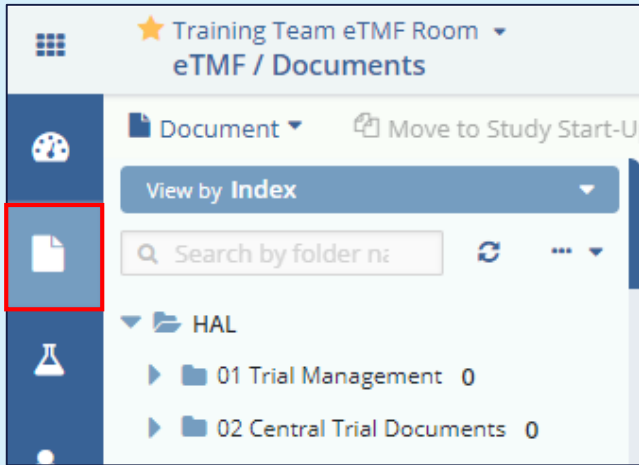 Training Team eTMF Room
eTMF / Documents
Document
Move to Study Start-U
View by Index
Search by folder na
HAL
01 Trial Management 0
02 Central Trial Documents 0